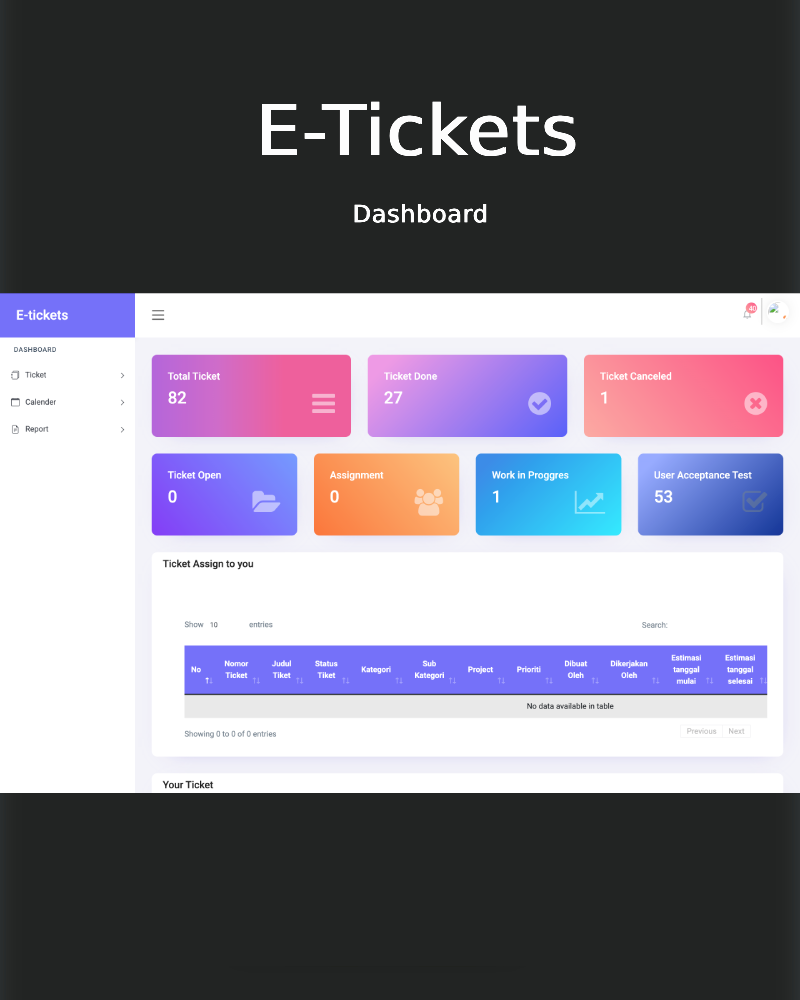 E-Tickets
Dashboard
E-tickets
40
DASHBOARD
Ticket
Calender
Report
Total Ticket
82
Ticket Done
27
Ticket Canceled
1
Ticket Open
0
Assignment
0
Work in Proggres
1
User Acceptance Test
53
Ticket Assign to you
Show 10 entries
Search:
No
Nomor
Ticket
Judul
Tiket
Status
Tiket
Kategori
Sub
Kategori
Project
Prioriti
Dibuat
Oleh
Dikerjakan
Oleh
Estimasi
tanggal
mulai
Estimasi
tanggal
selesai
No data available in table
Showing 0 to 0 of 0 entries
Previous Next
Your Ticket